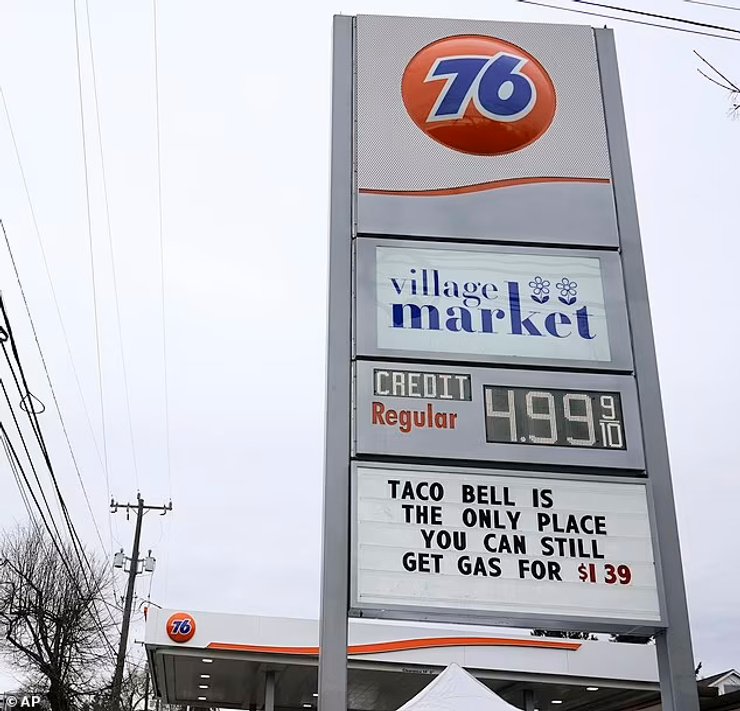 76
village
market
CREDIT
Regular
4.99 9/10
TACO BELL IS
THE ONLY PLACE
YOU CAN STILL
GET GAS FOR $1 39
76
© AP